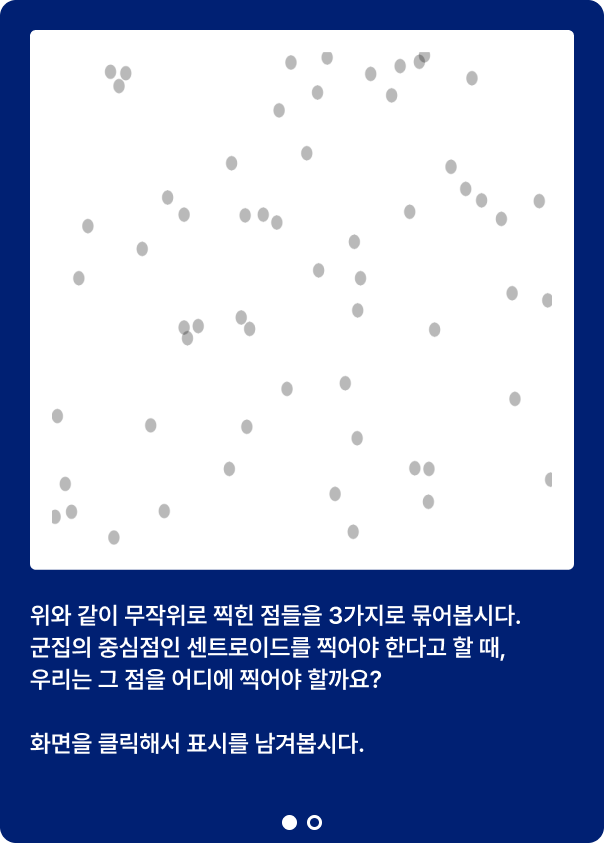 위와 같이 무작위로 찍힌 점들을 3가지로 묶어봅시다.
군집의 중심점인 센트로이드를 찍어야 한다고 할 때,
우리는 그 점을 어디에 찍어야 할까요?
화면을 클릭해서 표시를 남겨봅시다.